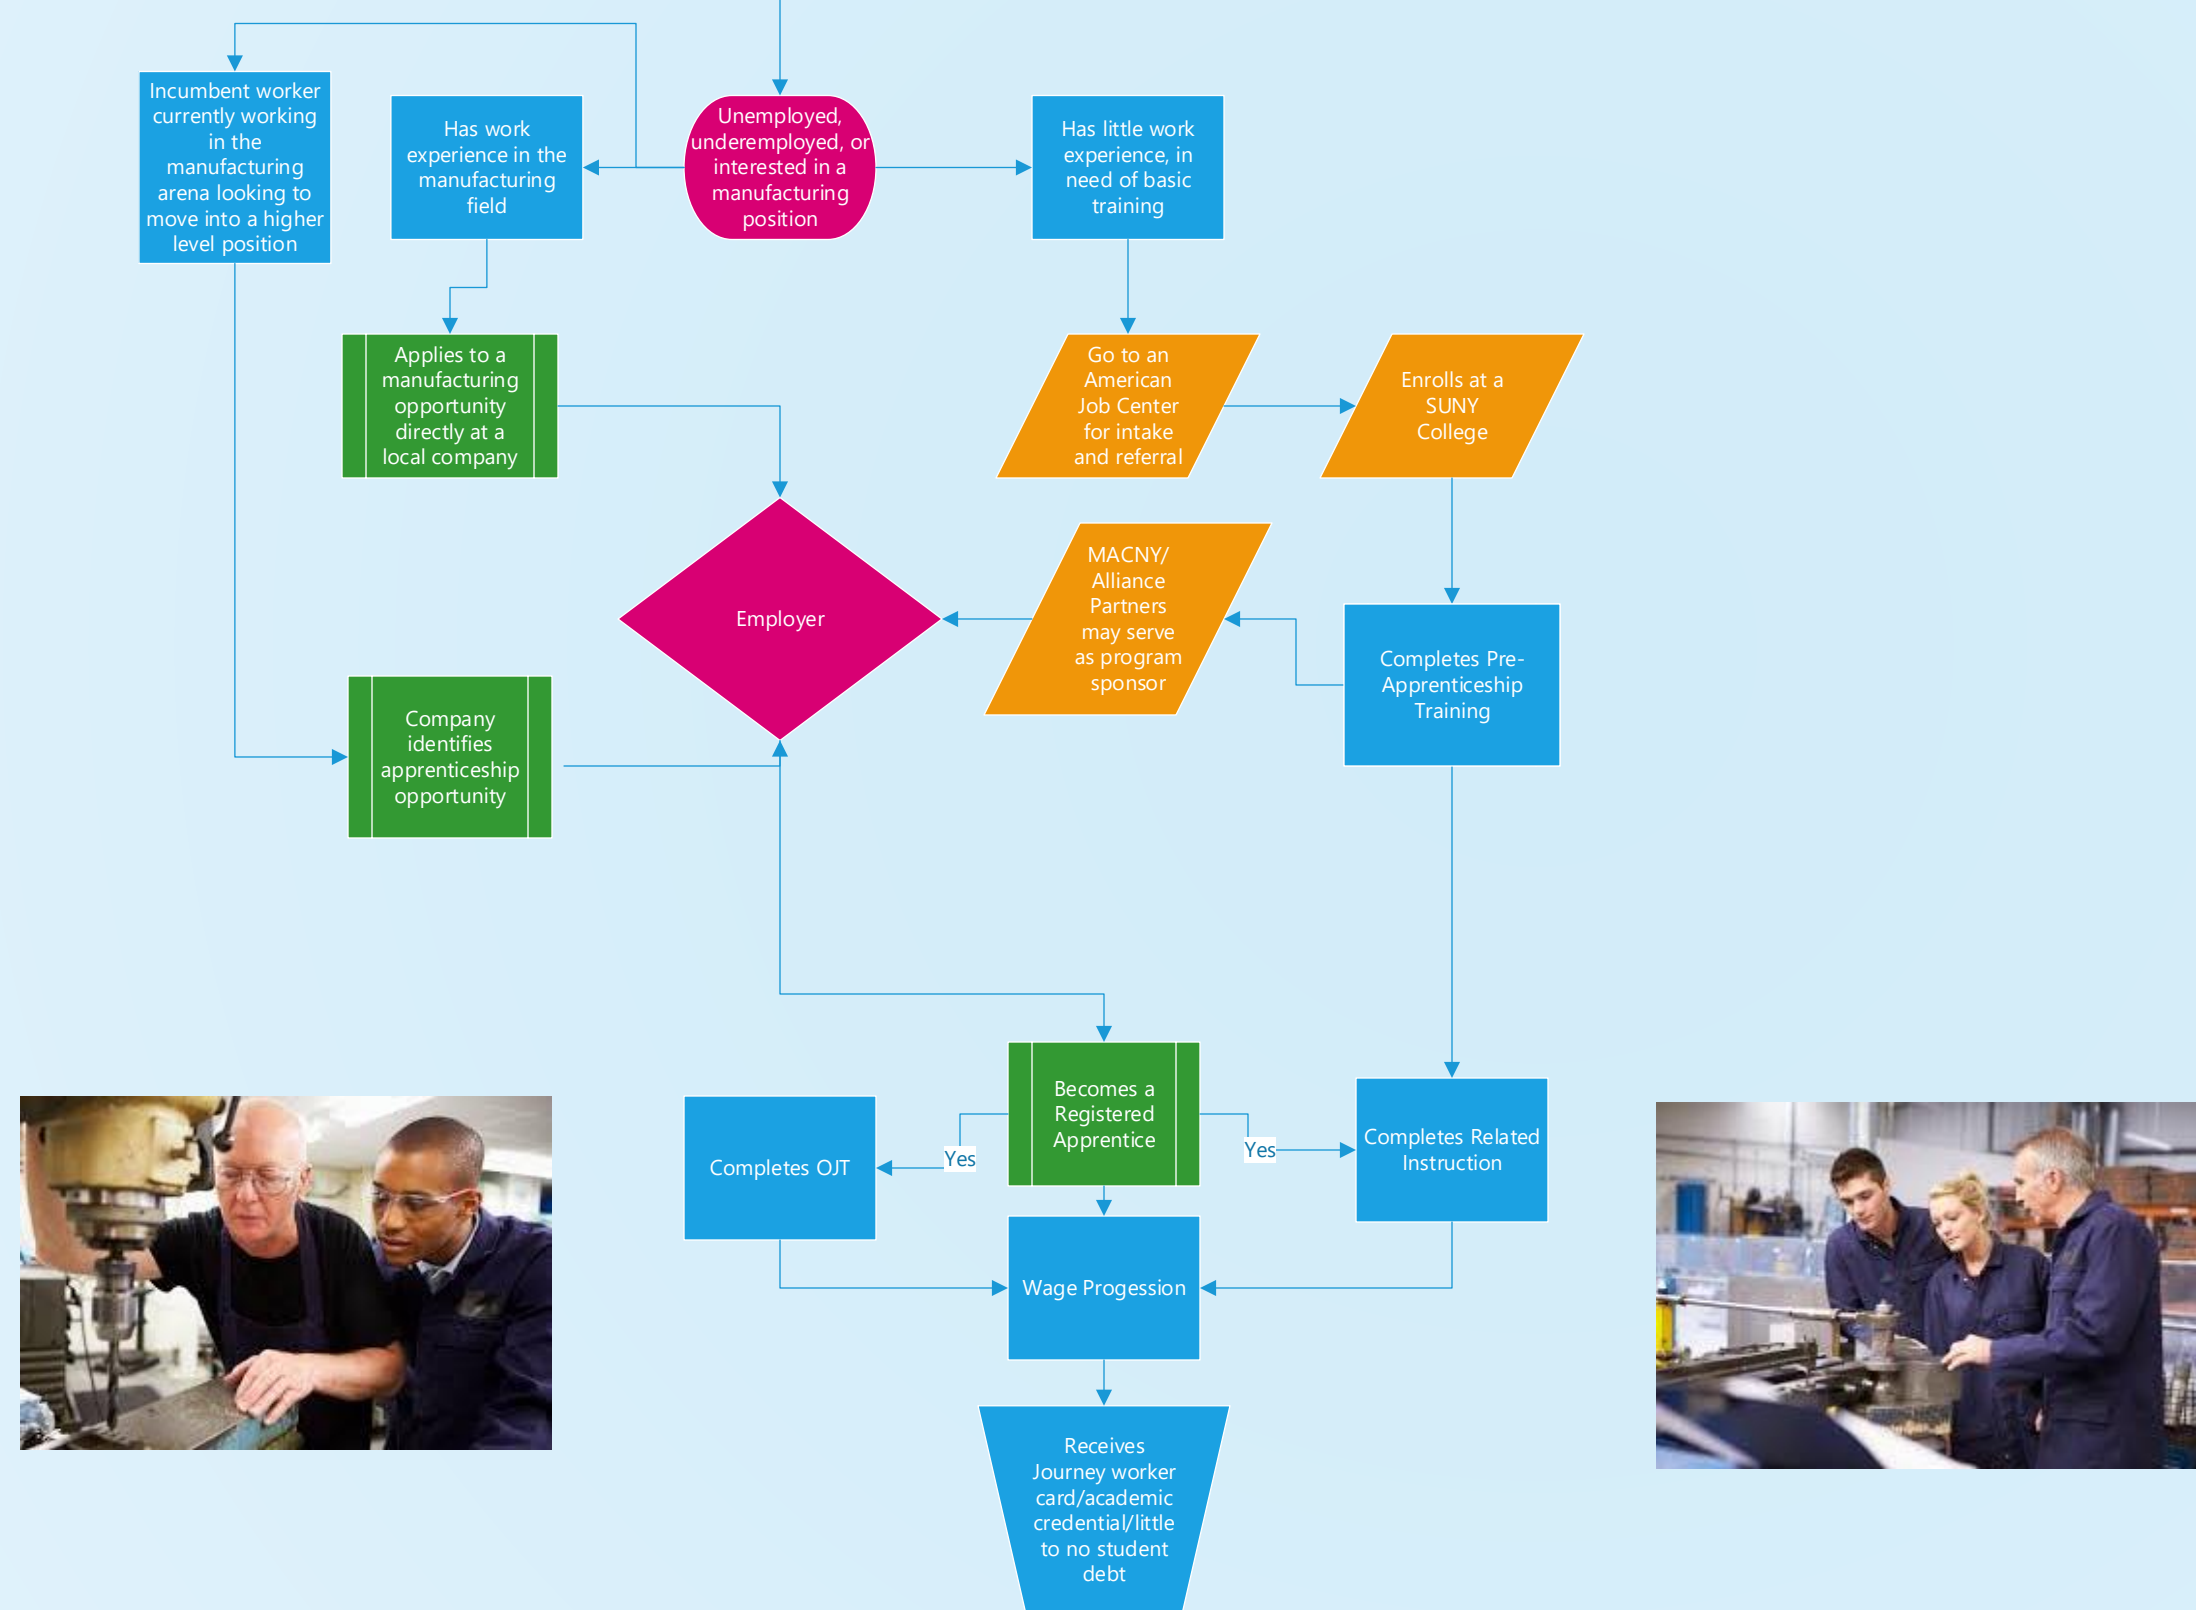 Incumbent worker
currently working
in the
manufacturing
arena looking to
move into a higher
level position
Has work
experience in the
manufacturing
field
Unemployed,
underemployed, or
interested in a
manufacturing
position
Has little work
experience, in
need of basic
training
Applies to a
manufacturing
opportunity
directly at a
local company
Go to an
American
Job Center
for intake
and referral
Enrolls at a
SUNY
College
Employer
MACNY/
Alliance
Partners
may serve
as program
sponsor
Completes Pre-
Apprenticeship
Training
Company
identifies
apprenticeship
opportunity
Becomes a
Registered
Apprentice
Yes
Yes
Completes OJT
Completes Related
Instruction
Wage Progession
Receives
Journey worker
card/academic
credential/little
to no student
debt